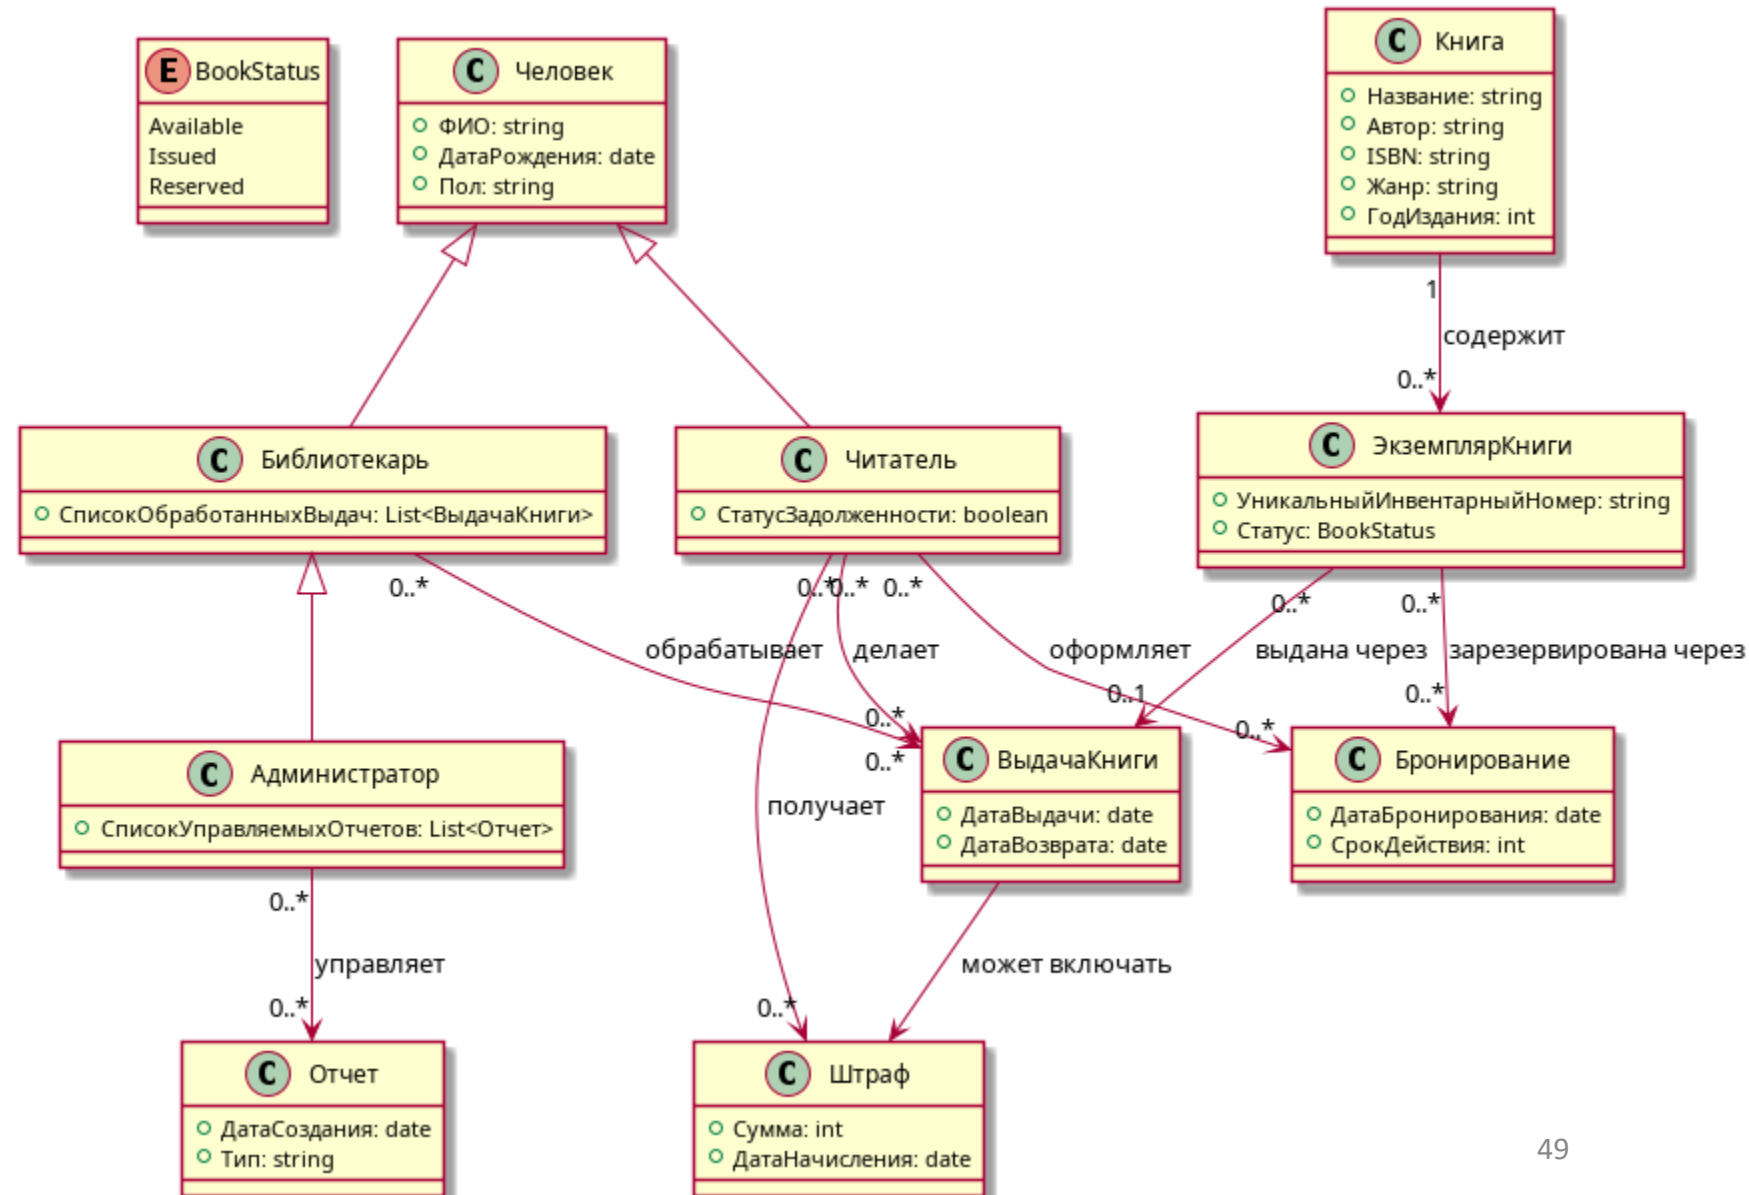 E BookStatus
Available
Issued
Reserved
C Человек
ФИО: string
ДатаРождения: date
Пол: string
C Книга
Название: string
Автор: string
ISBN: string
Жанр: string
ГодИздания: int
1
содержит
0..*
C Библиотекарь
СписокОбработанныхВыдач: List<ВыдачаКниги>
C Читатель
СтатусЗадолженности: boolean
C ЭкземплярКниги
УникальныйИнвентарныйНомер: string
Статус: BookStatus
0..*
0..*
0..*
0..*
0..*
0..*
обрабатывает
делает
оформляет
выдана через
зарезервирована через
0..*
0..1
0..*
0..*
0..*
C Администратор
СписокУправляемыхОтчетов: List<Отчет>
C ВыдачаКниги
ДатаВыдачи: date
ДатаВозврата: date
C Бронирование
ДатаБронирования: date
СрокДействия: int
получает
0..*
управляет
0..*
может включать
0..*
C Отчет
ДатаСоздания: date
Тип: string
C Штраф
Сумма: int
ДатаНачисления: date
49